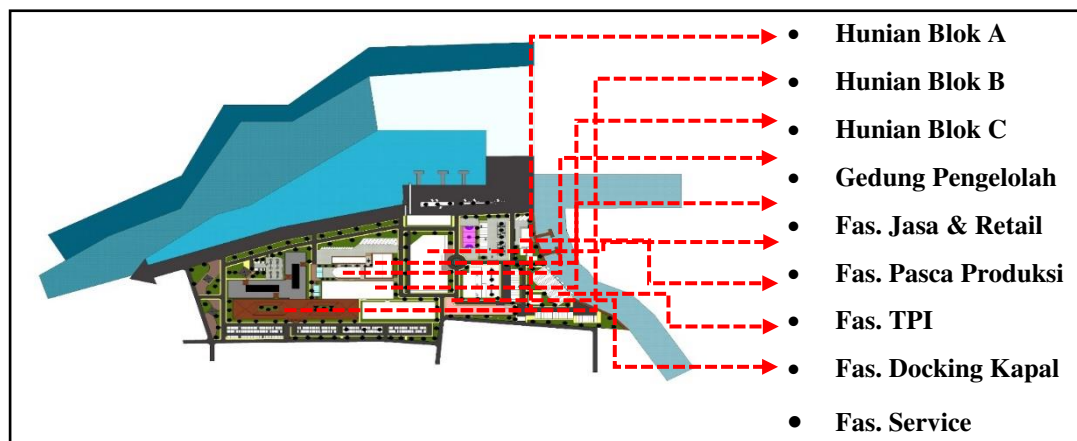 • Hunian Blok A
• Hunian Blok B
• Hunian Blok C
• Gedung Pengelolah
• Fas. Jasa & Retail
• Fas. Pasca Produksi
• Fas. TPI
• Fas. Docking Kapal
• Fas. Service